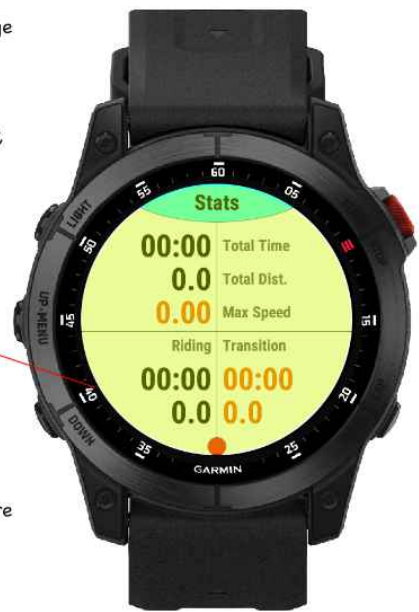 ge
60
55
05
LIGHT
Stats
50
00:00 Total Time
0.0 Total Dist.
UP·MENU
45
15
0.00 Max Speed
Riding Transition
00:00 00:00
40
20
0.0 0.0
DOWN
35
25
GARMIN
re